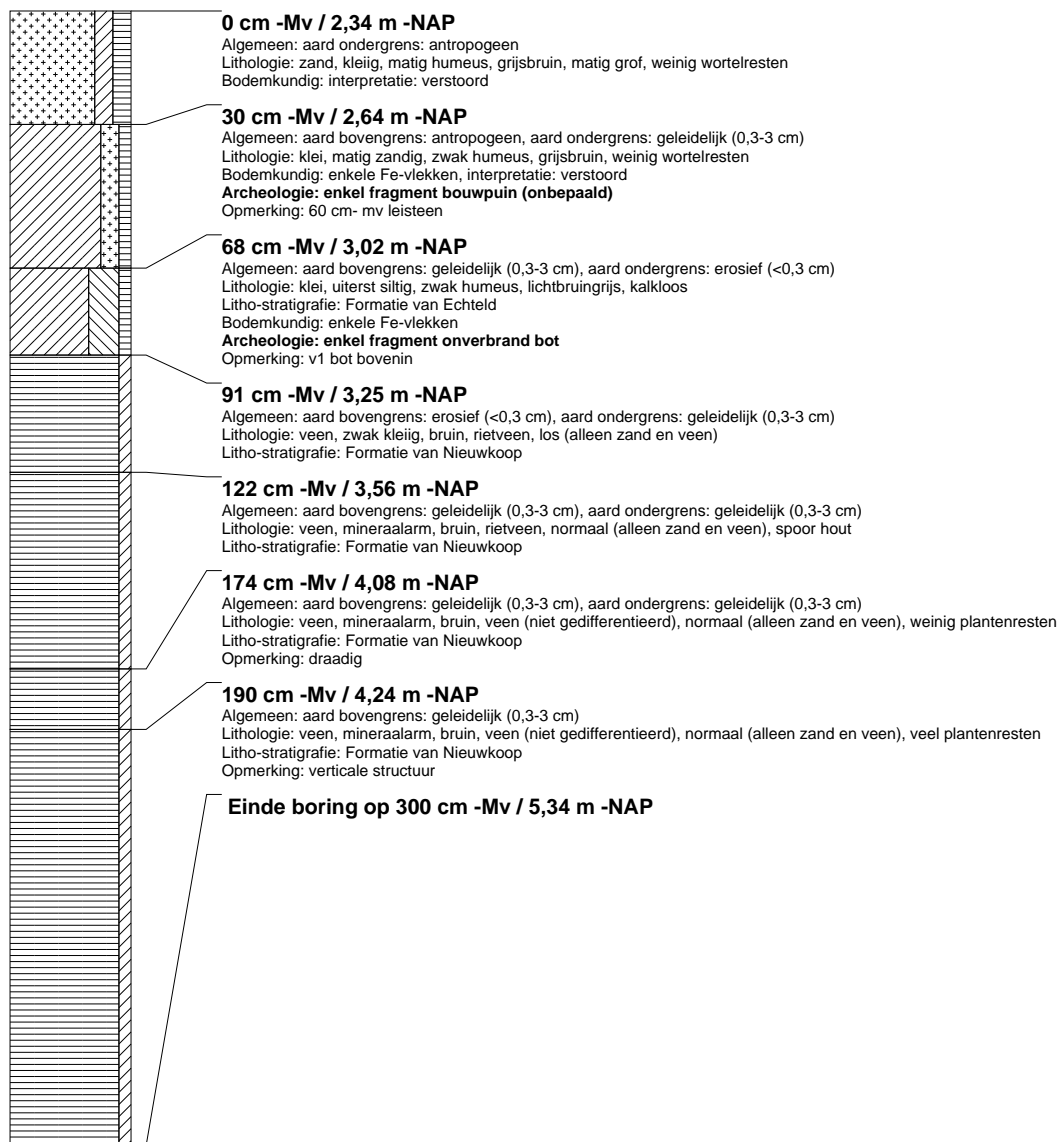 0 cm -Mv / 2,34 m -NAP
Algemeen: aard ondergrens: antropogeen
Lithologie: zand, kleiig, matig humeus, grijsbruin, matig grof, weinig wortelresten
Bodemkundig: interpretatie: verstoord
30 cm -Mv / 2,64 m -NAP
Algemeen: aard bovengrens: antropogeen, aard ondergrens: geleidelijk (0,3-3 cm)
Lithologie: klei, matig zandig, zwak humeus, grijsbruin, weinig wortelresten
Bodemkundig: enkele Fe-vlekken, interpretatie: verstoord
Archeologie: enkel fragment bouwpuin (onbepaald)
Opmerking: 60 cm- mv leisteen
68 cm -Mv / 3,02 m -NAP
Algemeen: aard bovengrens: geleidelijk (0,3-3 cm), aard ondergrens: erosief (<0,3 cm)
Lithologie: klei, uiterst siltig, zwak humeus, lichtbruingrijs, kalkloos
Litho-stratigrafie: Formatie van Echteld
Bodemkundig: enkele Fe-vlekken
Archeologie: enkel fragment onverbrand bot
Opmerking: v1 bot bovenin
91 cm -Mv / 3,25 m -NAP
Algemeen: aard bovengrens: erosief (<0,3 cm), aard ondergrens: geleidelijk (0,3-3 cm)
Lithologie: veen, zwak kleiig, bruin, rietveen, los (alleen zand en veen)
Litho-stratigrafie: Formatie van Nieuwkoop
122 cm -Mv / 3,56 m -NAP
Algemeen: aard bovengrens: geleidelijk (0,3-3 cm), aard ondergrens: geleidelijk (0,3-3 cm)
Lithologie: veen, mineraalarm, bruin, rietveen, normaal (alleen zand en veen), spoor hout
Litho-stratigrafie: Formatie van Nieuwkoop
174 cm -Mv / 4,08 m -NAP
Algemeen: aard bovengrens: geleidelijk (0,3-3 cm), aard ondergrens: geleidelijk (0,3-3 cm)
Lithologie: veen, mineraalarm, bruin, veen (niet gedifferentieerd), normaal (alleen zand en veen), weinig plantenresten
Litho-stratigrafie: Formatie van Nieuwkoop
Opmerking: draadig
190 cm -Mv / 4,24 m -NAP
Algemeen: aard bovengrens: geleidelijk (0,3-3 cm)
Lithologie: veen, mineraalarm, bruin, veen (niet gedifferentieerd), normaal (alleen zand en veen), veel plantenresten
Litho-stratigrafie: Formatie van Nieuwkoop
Opmerking: verticale structuur
Einde boring op 300 cm -Mv / 5,34 m -NAP